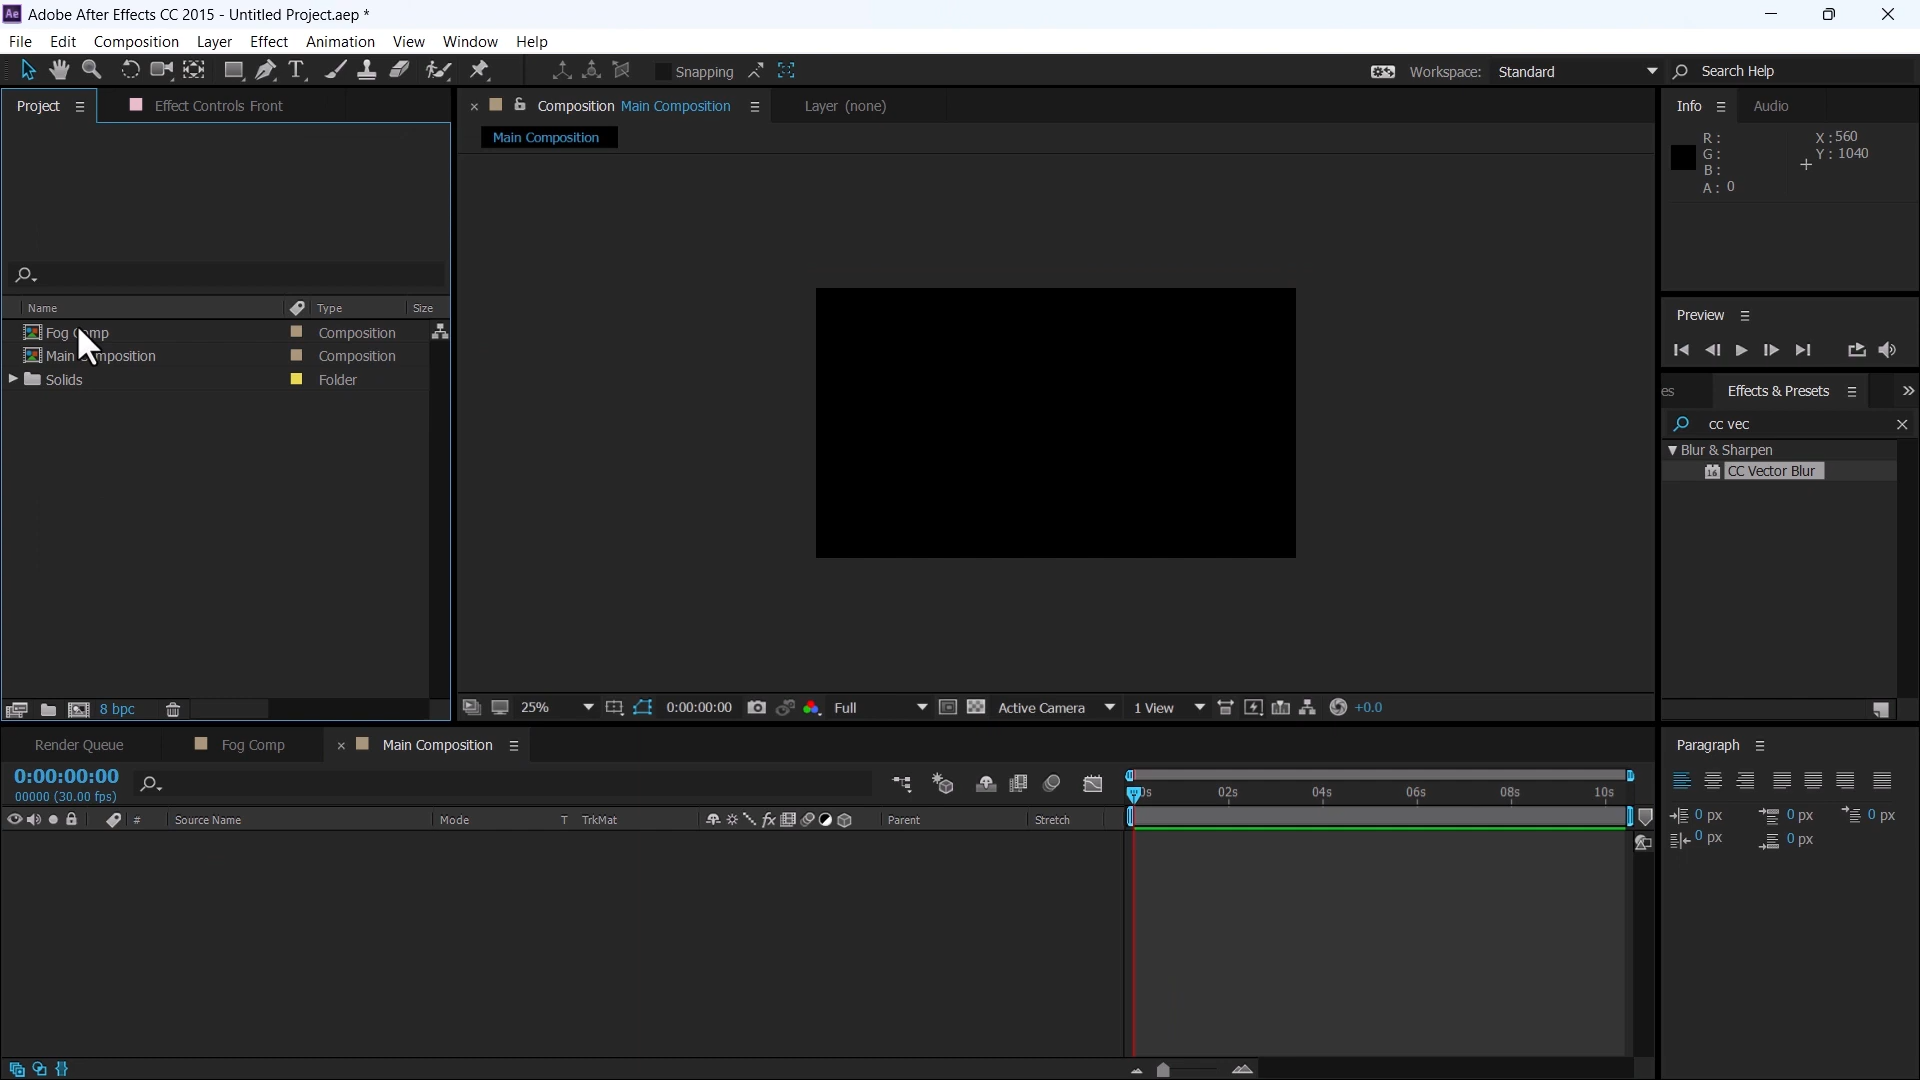 Ae Adobe After Effects CC 2015 - Untitled Project.aep *
File Edit Composition Layer Effect Animation View Window Help
Snapping Workspace: Standard Search Help
Project Effect Controls Front Composition Main Composition Layer (none) Info Audio
Main Composition
R: X: 560
G: Y: 1040
B:
A: 0
Name Type Size
Fog Composition
Main Composition
Solids Folder
Preview
Effects & Presets
cc vec
Blur & Sharpen
16 CC Vector Blur
8 bpc 25% 0:00:00:00 Full Active Camera 1 View +0.0
Render Queue Fog Comp Main Composition Paragraph
0:00:00:00
00000 (30.00 fps) 02s 04s 06s 08s 10s
# Source Name Mode T TrkMat fx Parent Stretch
0 px 0 px 0 px
0 px 0 px